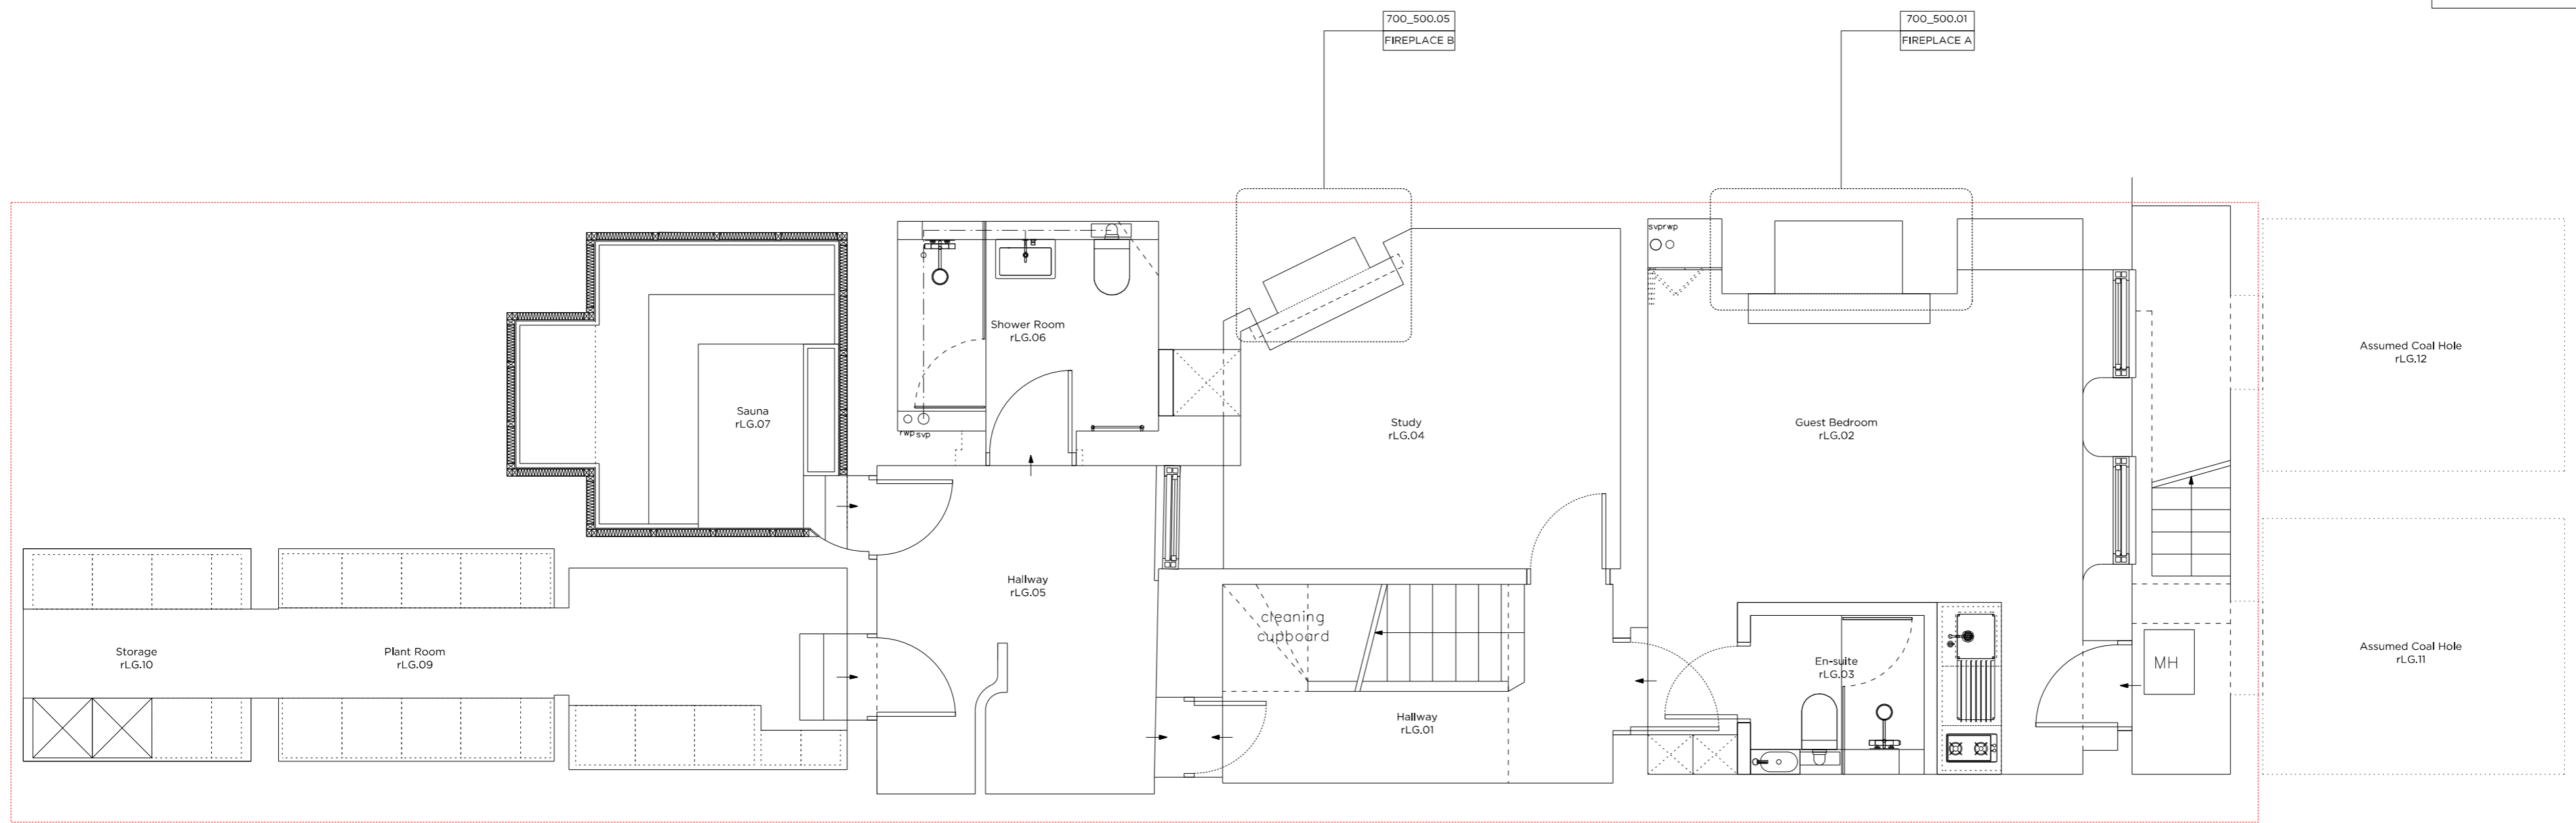 700_500.05
FIREPLACE B
700_500.01
FIREPLACE A
svprwp
Shower Room
rLG.06
rwp svp
Sauna
rLG.07
Study
rLG.04
Guest Bedroom
rLG.02
Assumed Coal Hole
rLG.12
Hallway
rLG.05
cleaning
cupboard
Storage
rLG.10
Plant Room
rLG.09
En-suite
rLG.03
MH
Assumed Coal Hole
rLG.11
Hallway
rLG.01